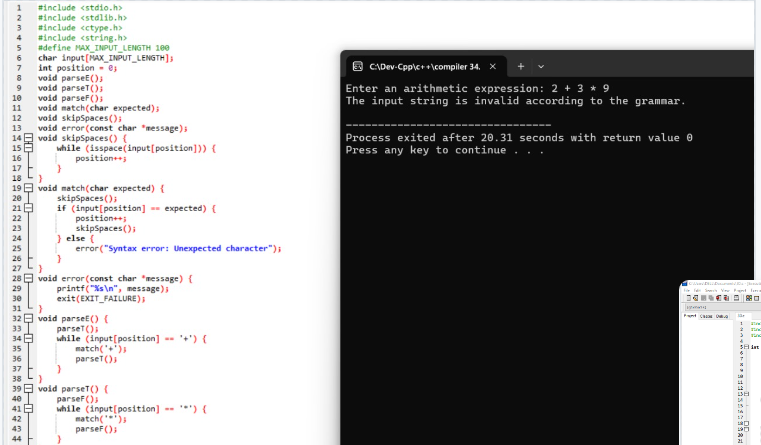 1 #include <stdio.h>
2 #include <stdlib.h>
3 #include <ctype.h>
4 #include <string.h>
5 #define MAX_INPUT_LENGTH 100
6 char input[MAX_INPUT_LENGTH];
7 int position = 0;
8 void parseE();
9 void parseT();
10 void parseF();
11 void match(char expected);
12 void skipSpaces();
13 void error(const char *message);
14 void skipSpaces() {
15 while (isspace(input[position])) {
16 position++;
17 }
18 }
19 void match(char expected) {
20 skipSpaces();
21 if (input[position] == expected) {
22 position++;
23 skipSpaces();
24 } else {
25 error("Syntax error: Unexpected character");
26 }
27 }
28 void error(const char *message) {
29 printf("%s\n", message);
30 exit(EXIT_FAILURE);
31 }
32 void parseE() {
33 parseT();
34 while (input[position] == '+') {
35 match('+');
36 parseT();
37 }
38 }
39 void parseT() {
40 parseF();
41 while (input[position] == '*') {
42 match('*');
43 parseF();
44 }
C:\Dev-Cpp\c++\compiler 34.
Enter an arithmetic expression: 2 + 3 * 9
The input string is invalid according to the grammar.
--------------------------------
Process exited after 20.31 seconds with return value 0
Press any key to continue . . .
Project Classes Debug